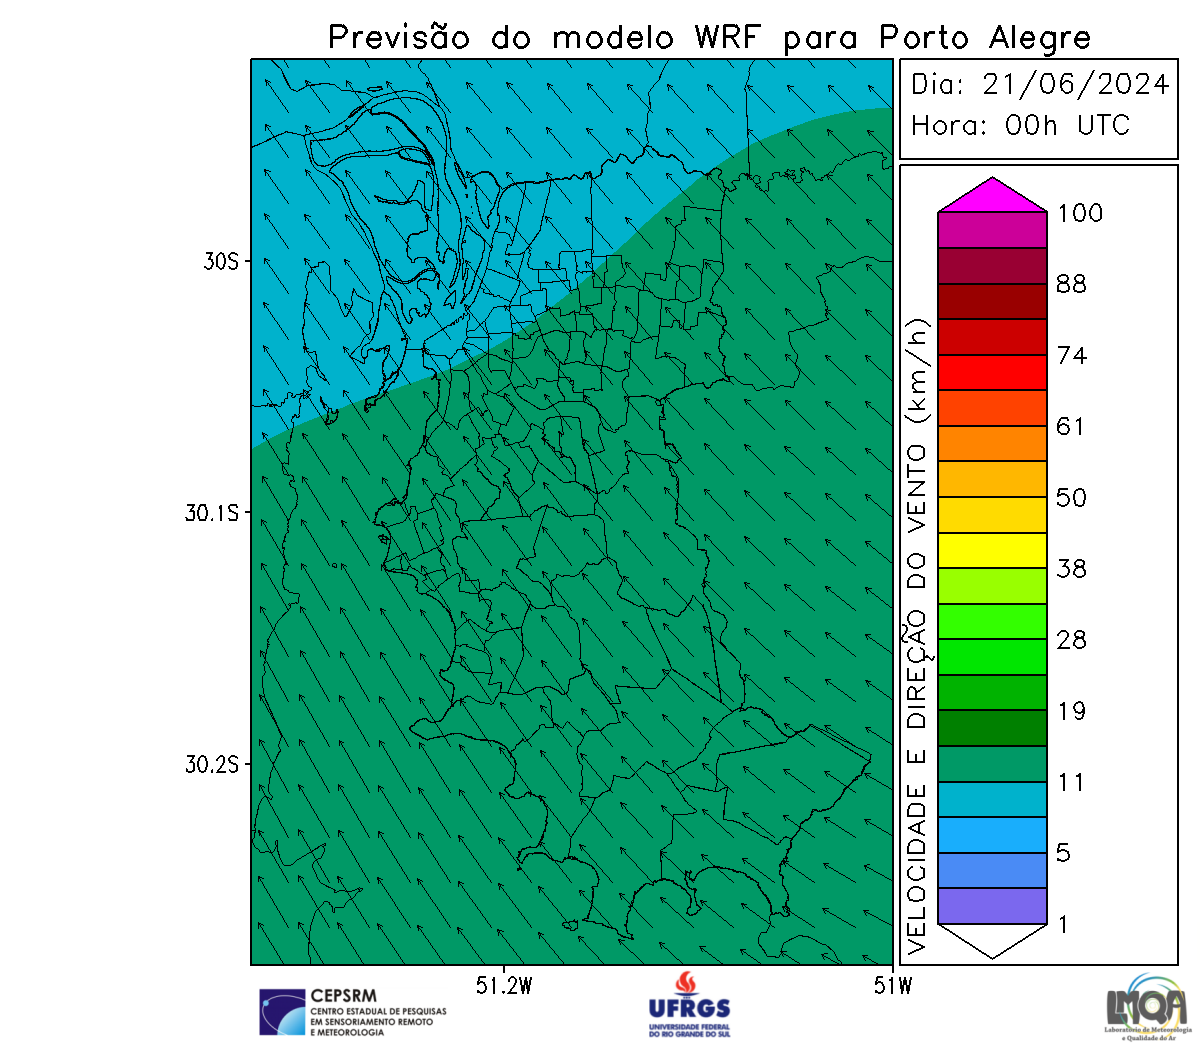 Previsão do modelo WRF para Porto Alegre
Dia: 21/06/2024
Hora: 00h UTC
30S
30.1S
30.2S
51.2W
51W
VELOCIDADE E DIREÇÃO DO VENTO (km/h)
100
88
74
61
50
38
28
19
11
5
1
CEPSRM
CENTRO ESTADUAL DE PESQUISAS
EM SENSORIAMENTO REMOTO
E METEOROLOGIA
UFRGS
UNIVERSIDADE FEDERAL
DO RIO GRANDE DO SUL
LMQA
Laboratório de Meteorologia
e Qualidade do Ar